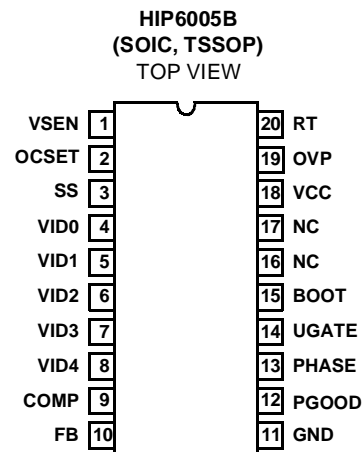 HIP6005B
(SOIC, TSSOP)
TOP VIEW
VSEN 1 20 RT
OCSET 2 19 OVP
SS 3 18 VCC
VID0 4 17 NC
VID1 5 16 NC
VID2 6 15 BOOT
VID3 7 14 UGATE
VID4 8 13 PHASE
COMP 9 12 PGOOD
FB 10 11 GND